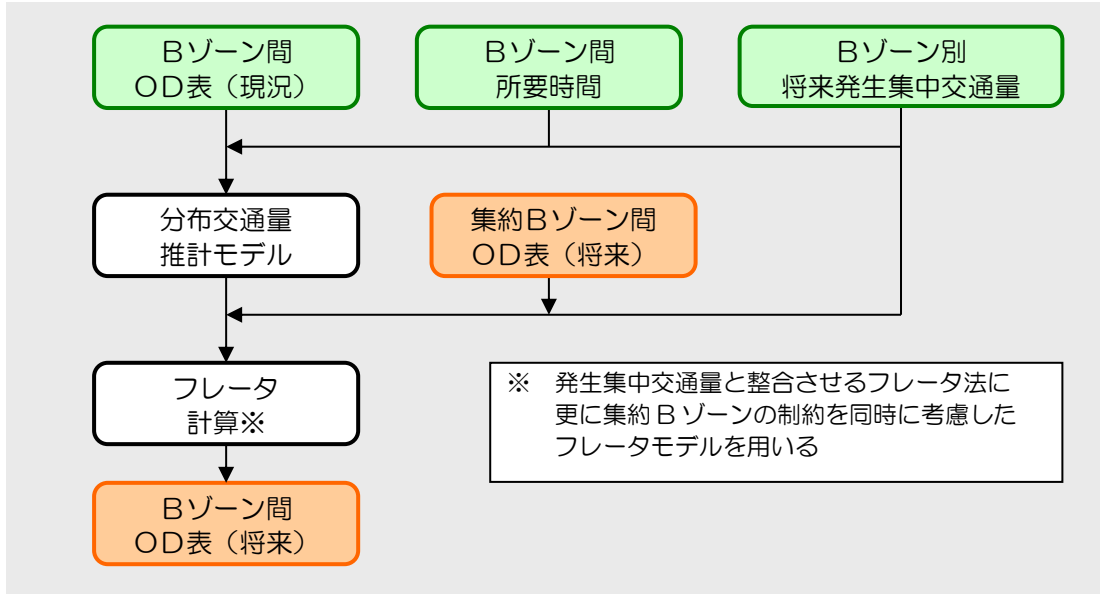 Ｂゾーン間
ＯＤ表（現況）
Ｂゾーン間
所要時間
Ｂゾーン別
将来発生集中交通量
分布交通量
推計モデル
集約Ｂゾーン間
ＯＤ表（将来）
フレータ
計算※
※　発生集中交通量と整合させるフレータ法に
更に集約 B ゾーンの制約を同時に考慮した
フレータモデルを用いる
Ｂゾーン間
ＯＤ表（将来）